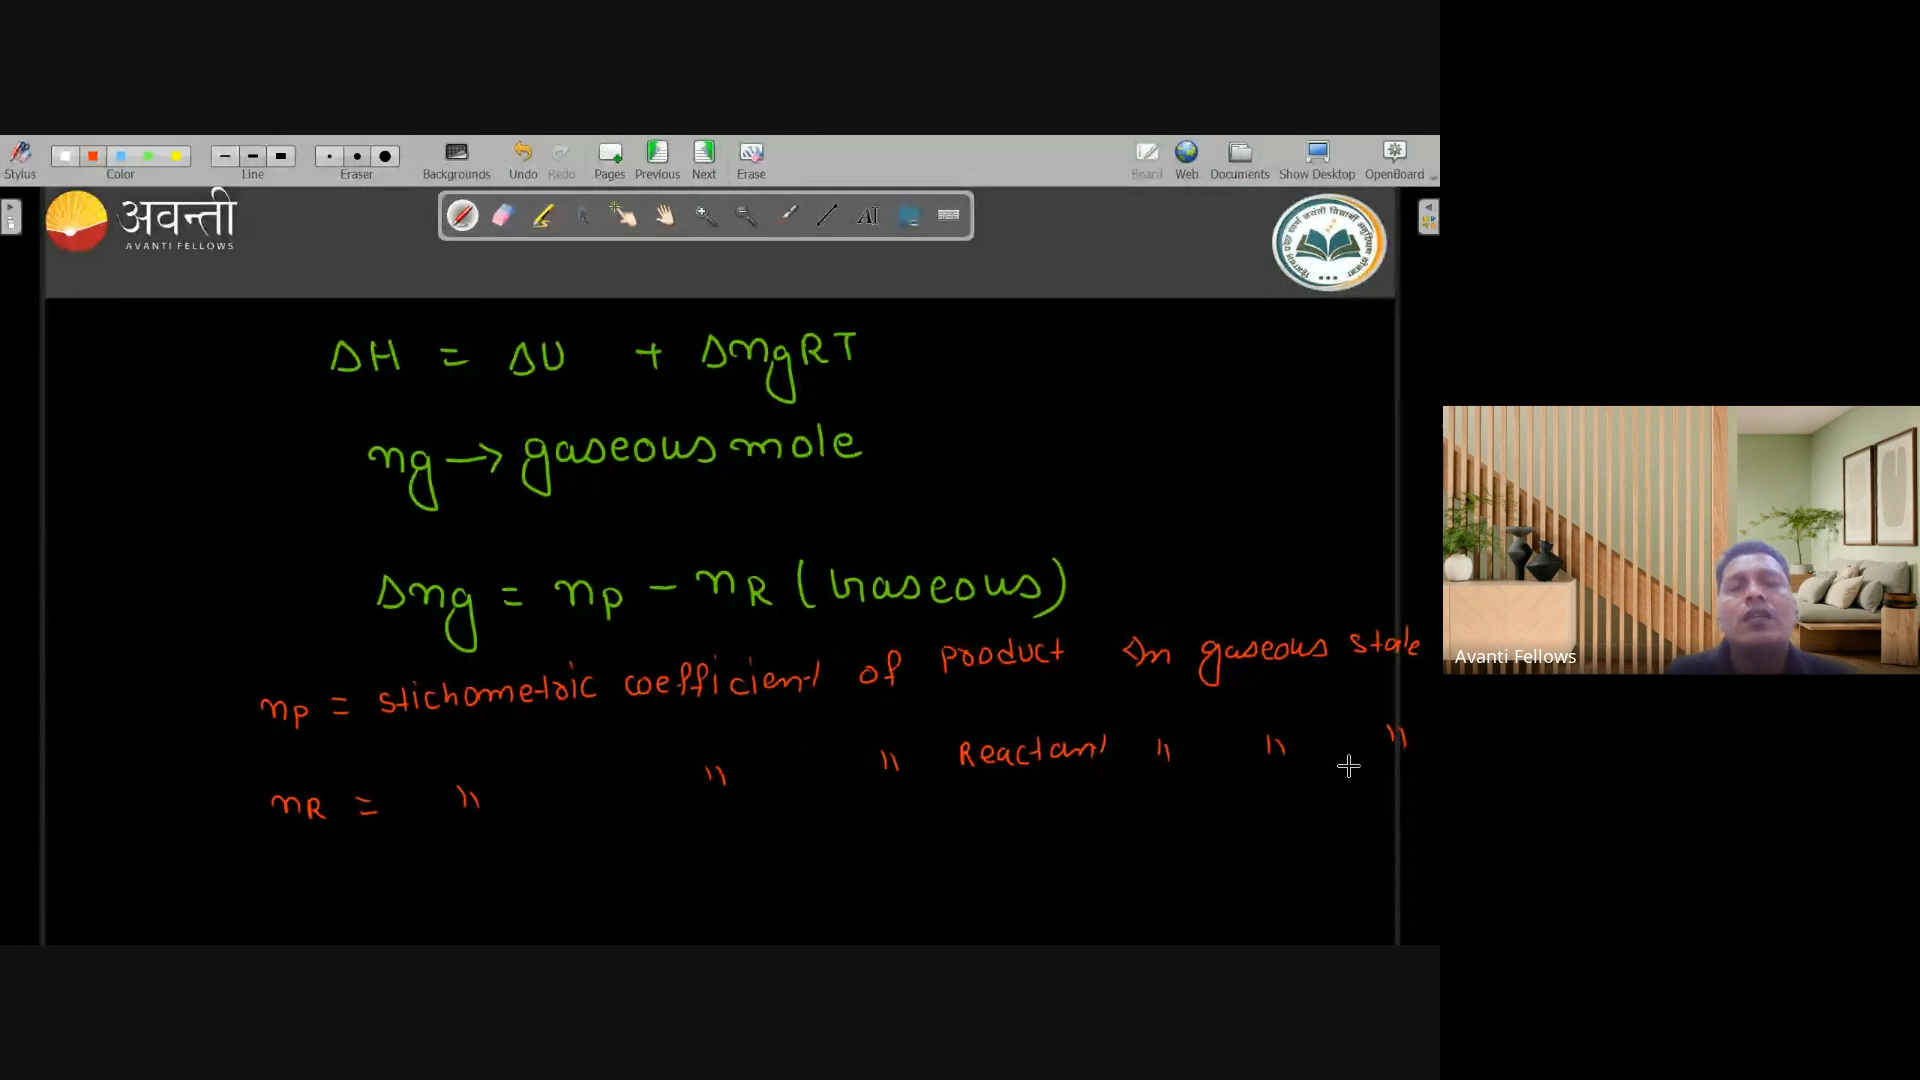 Stylus Color Line Eraser Backgrounds Undo Redo Pages Previous Next Erase Board Web Documents Show Desktop OpenBoard
अवन्ती
AVANTI FELLOWS
ΔH = ΔU + ΔngRT
ng → gaseous mole
Δng = nP - nR (Gaseous)
nP = stichometric coefficient of product In gaseous state
nR = " " " Reactant " " "
Avanti Fellows